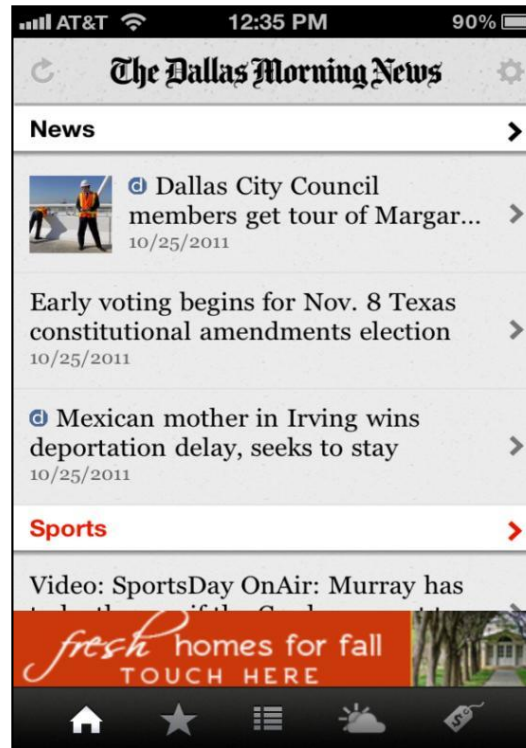 AT&T 12:35 PM 90%
The Dallas Morning News
News
Dallas City Council
members get tour of Margar...
10/25/2011
Early voting begins for Nov. 8 Texas
constitutional amendments election
10/25/2011
Mexican mother in Irving wins
deportation delay, seeks to stay
10/25/2011
Sports
Video: SportsDay OnAir: Murray has
fresh homes for fall
TOUCH HERE